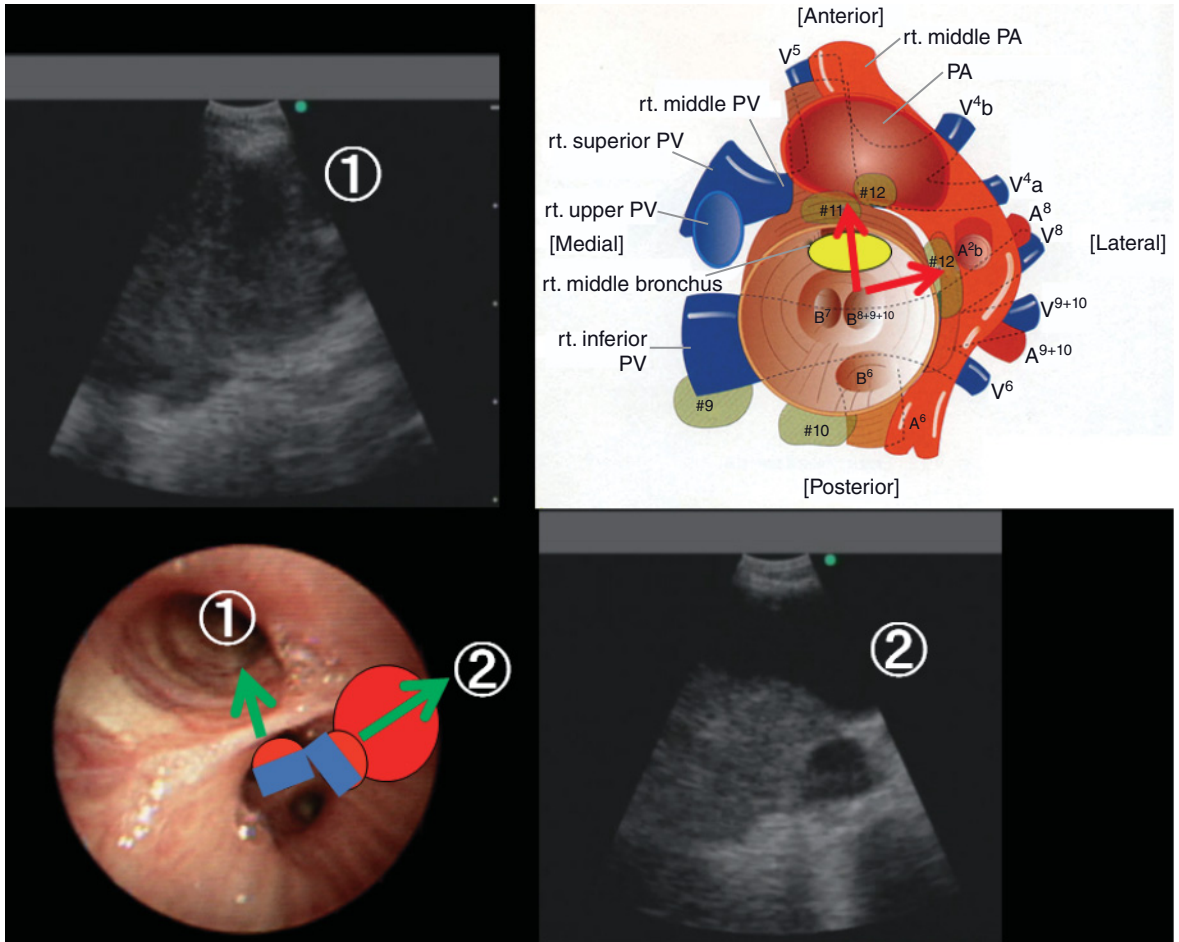 ①
[Anterior]
rt. middle PA
V⁵
PA
rt. middle PV
V⁴b
rt. superior PV
#12
V⁴a
#11
rt. upper PV
A⁸
V⁸
[Medial]
#12
A²b
[Lateral]
rt. middle bronchus
B⁷
B⁸⁺⁹⁺¹⁰
V⁹⁺¹⁰
rt. inferior
PV
A⁹⁺¹⁰
B⁶
V⁶
#9
#10
A⁶
[Posterior]
①
②
②